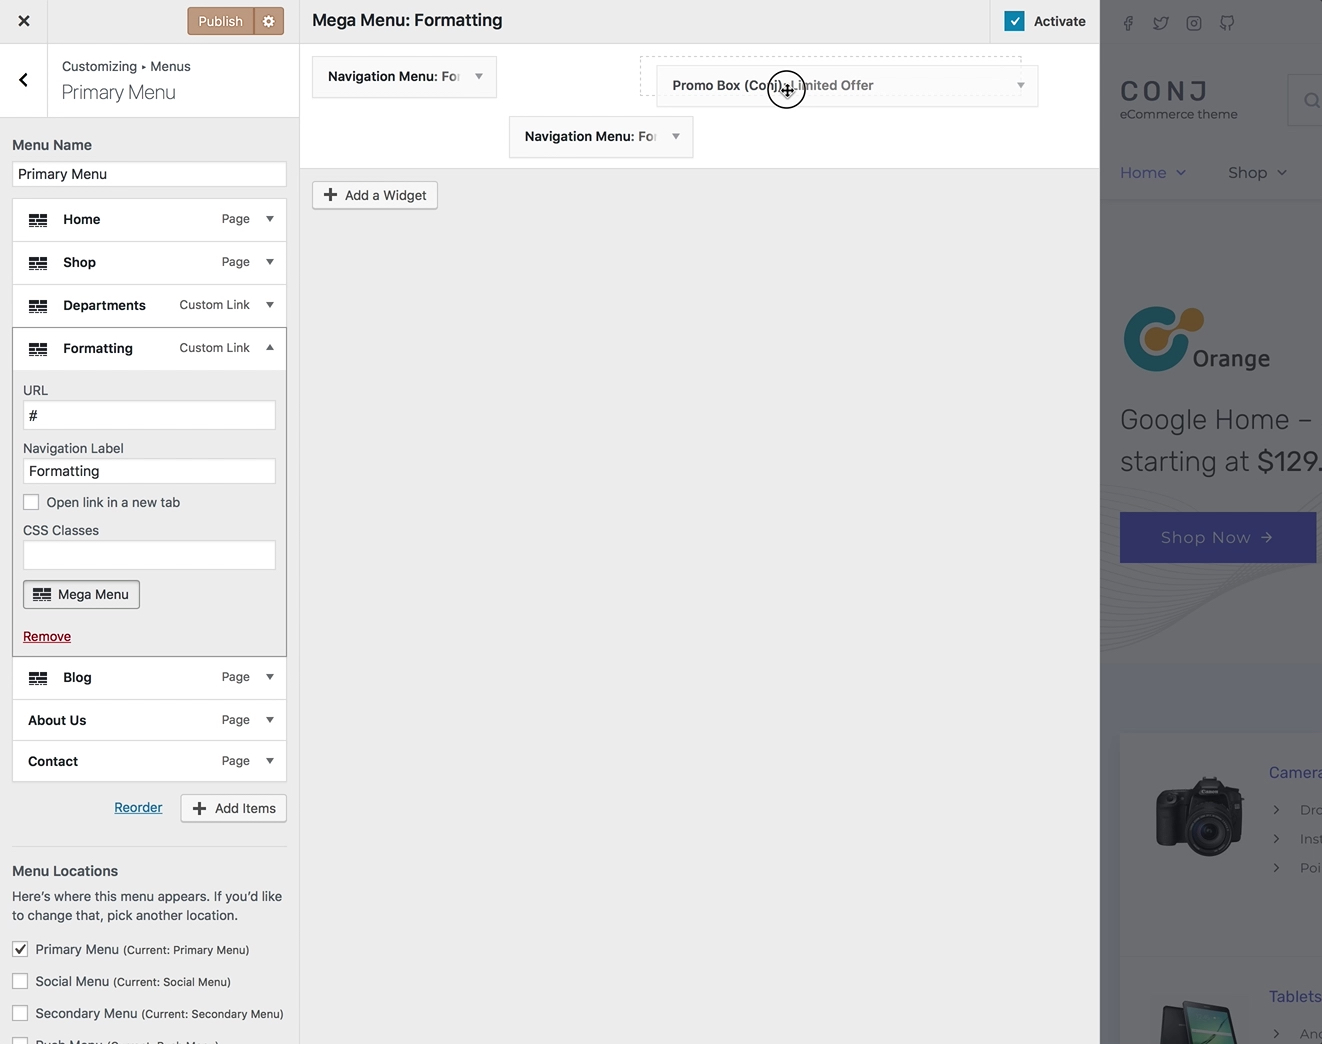 Publish
Customizing ▸ Menus
Primary Menu
Menu Name
Primary Menu
Home Page
Shop Page
Departments Custom Link
Formatting Custom Link
URL
#
Navigation Label
Formatting
Open link in a new tab
CSS Classes
Mega Menu
Remove
Blog Page
About Us Page
Contact Page
Reorder
Add Items
Menu Locations
Here’s where this menu appears. If you’d like
to change that, pick another location.
Primary Menu (Current: Primary Menu)
Social Menu (Current: Social Menu)
Secondary Menu (Current: Secondary Menu)
Mega Menu: Formatting
Activate
Navigation Menu: Fo
Promo Box (Conj): Limited Offer
Navigation Menu: Fo
Add a Widget
CONJ
eCommerce theme
Home Shop
Orange
Google Home –
starting at $129.
Shop Now →
Camera
Dro
Inst
Poi
Tablets
And